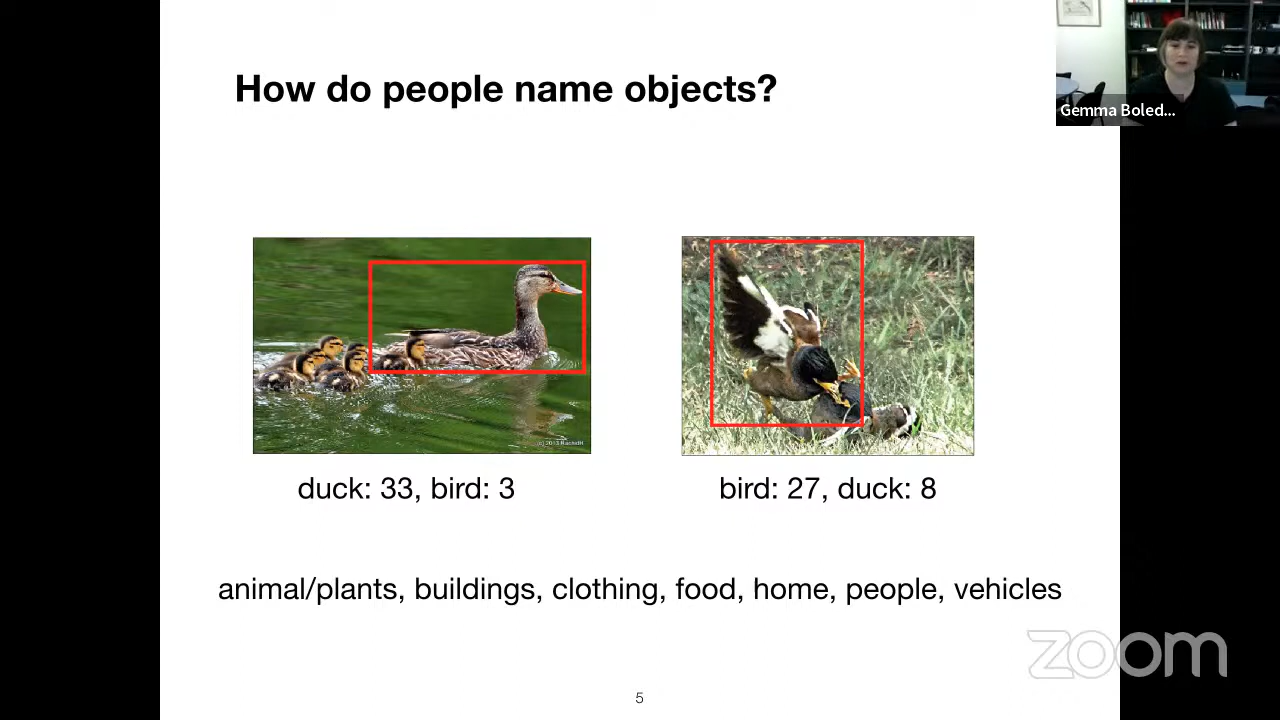 How do people name objects?
Gemma Boled...
duck: 33, bird: 3
bird: 27, duck: 8
animal/plants, buildings, clothing, food, home, people, vehicles
zoom
5